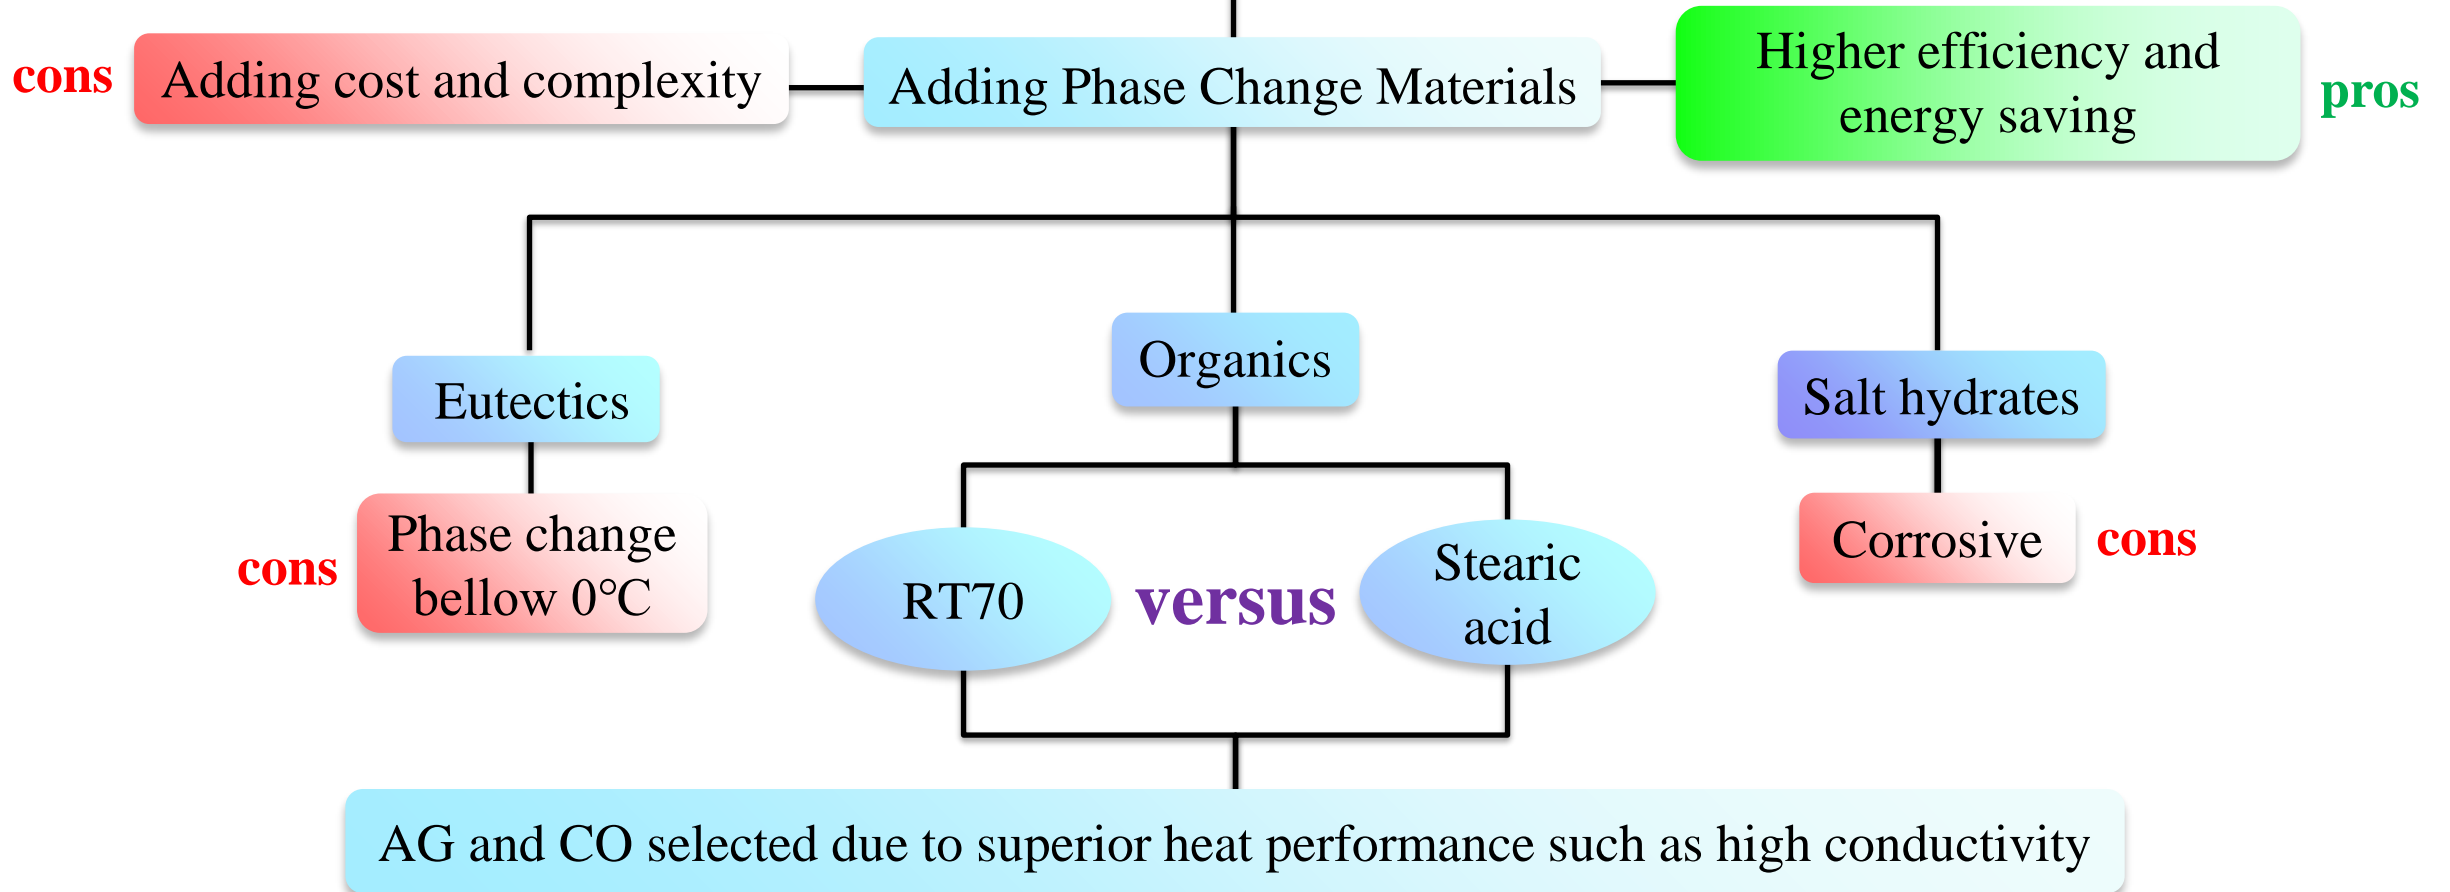 cons
Adding cost and complexity
Adding Phase Change Materials
Higher efficiency and
energy saving
pros
Eutectics
Organics
Salt hydrates
cons
Phase change
bellow 0℃
RT70
versus
Stearic
acid
Corrosive
cons
AG and CO selected due to superior heat performance such as high conductivity